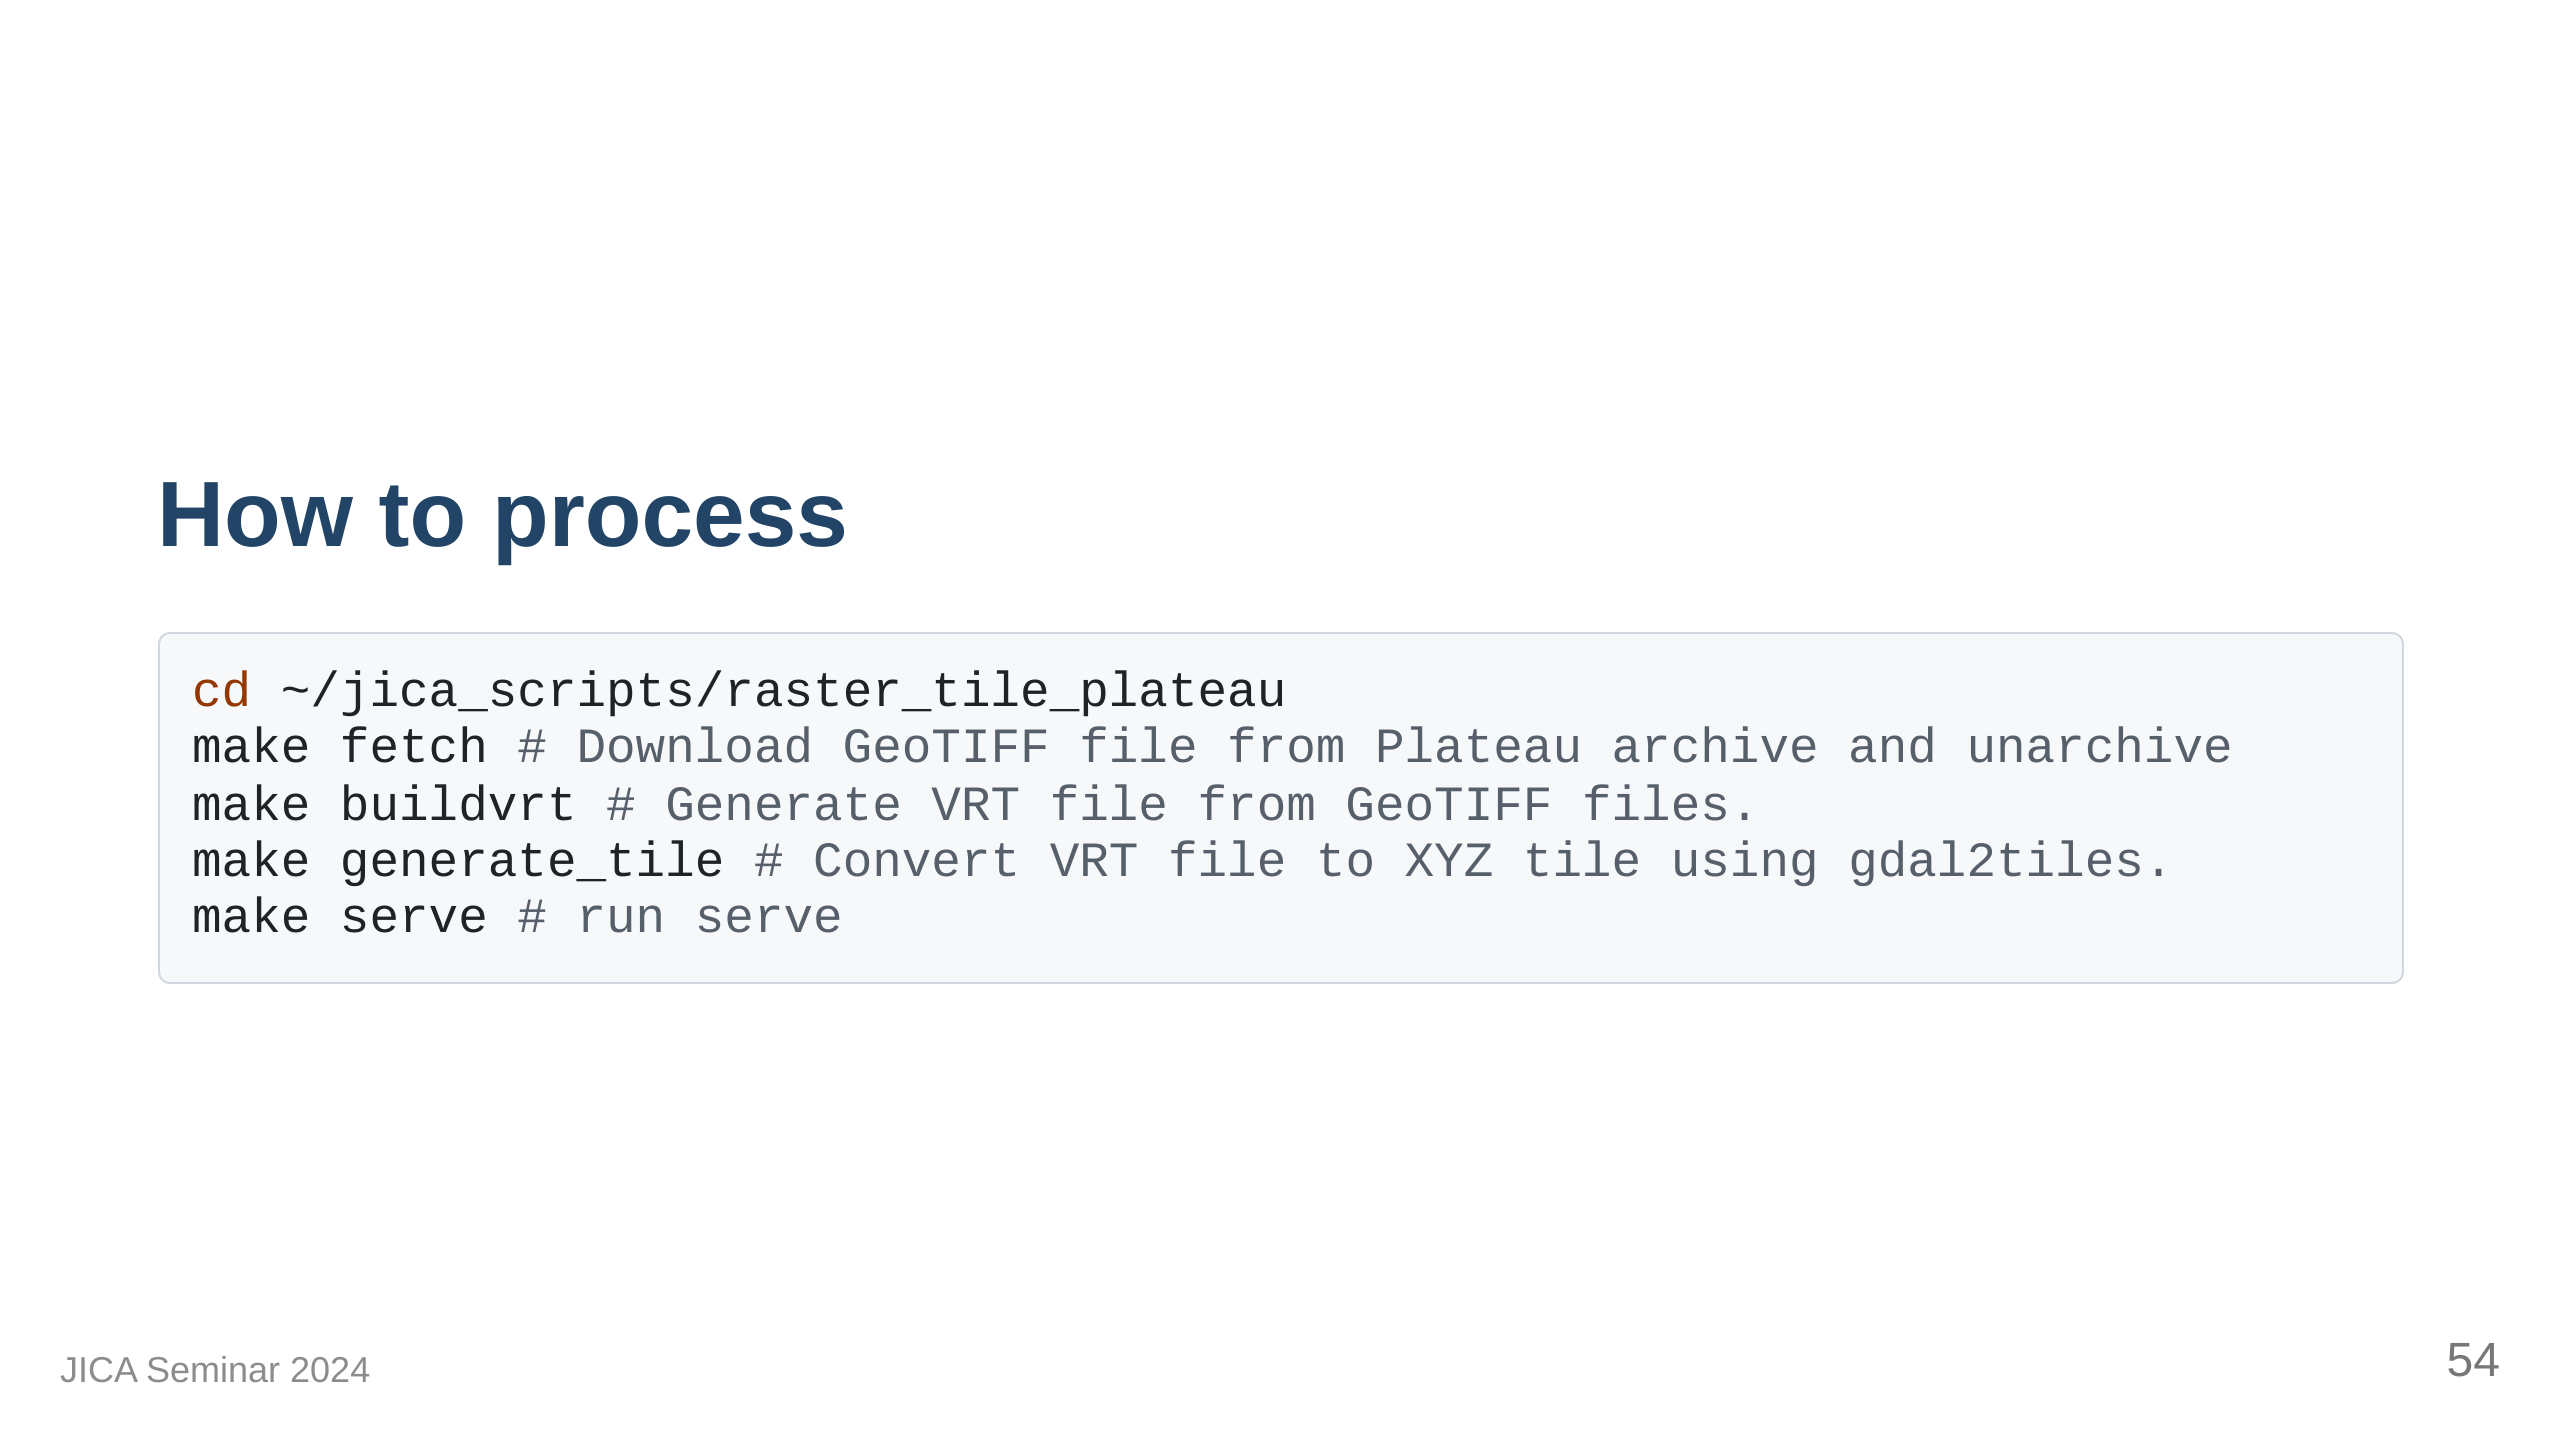 How to process
cd ~/jica_scripts/raster_tile_plateau
make fetch # Download GeoTIFF file from Plateau archive and unarchive
make buildvrt # Generate VRT file from GeoTIFF files.
make generate_tile # Convert VRT file to XYZ tile using gdal2tiles.
make serve # run serve
JICA Seminar 2024
54